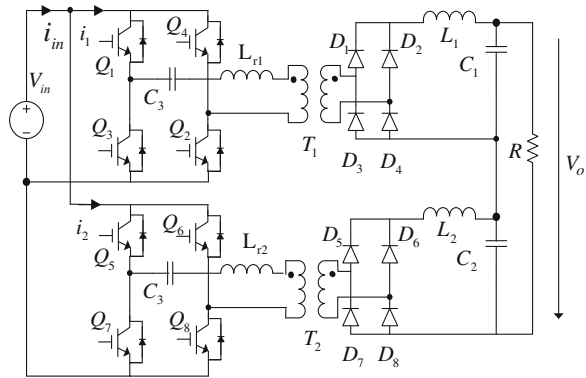 i_in
i_1
Q_4
Q_1
V_in
+
−
C_3
L_r1
Q_3
Q_2
T_1
D_1
D_2
L_1
C_1
D_3
D_4
R
V_o
i_2
Q_6
Q_5
C_3
L_r2
Q_7
Q_8
T_2
D_5
D_6
L_2
C_2
D_7
D_8